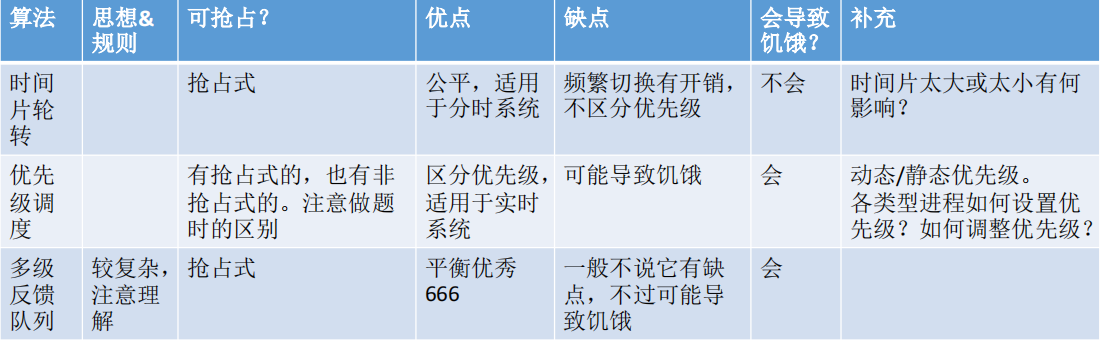 算法 思想& 可抢占? 优点 缺点 会导致 补充
规则 饥饿?
时间 抢占式 公平，适用 频繁切换有开销， 不会 时间片太大或太小有何
片轮 于分时系统 不区分优先级 影响?
转
优先 有抢占式的，也有非 区分优先级， 可能导致饥饿 会 动态/静态优先级。
级调 抢占式的。注意做题 适用于实时 各类型进程如何设置优
度 时的区别 系统 先级？如何调整优先级？
多级 较复杂， 抢占式 平衡优秀 一般不说它有缺 会
反馈 注意理 666 点，不过可能导
队列 解 致饥饿